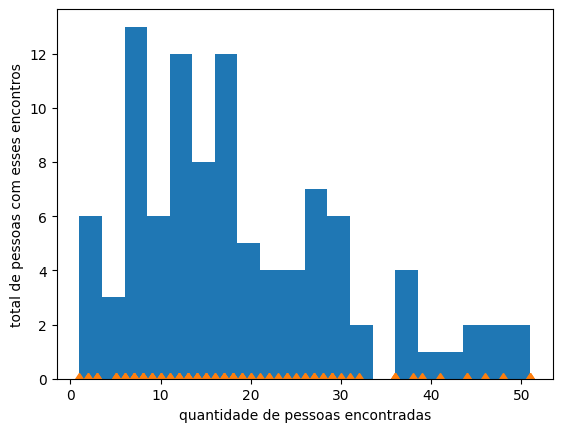 total de pessoas com esses encontros
12
10
8
6
4
2
0
0 10 20 30 40 50
quantidade de pessoas encontradas